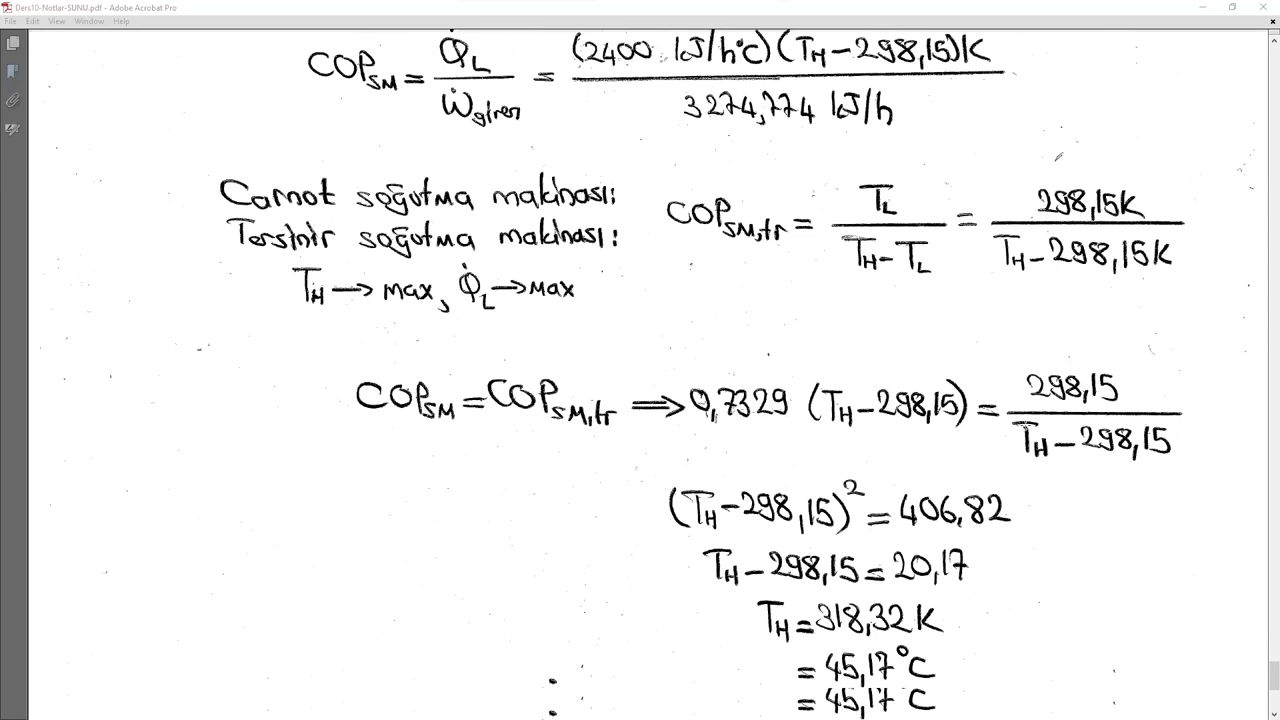 Ders10-Notlar-SUNU.pdf - Adobe Acrobat Pro
File Edit View Window Help
COP_SM = Q̇_L / Ẇ_giren = (2400 kJ/h°C) (T_H − 298,15)K / 3274,774 kJ/h
Carnot soğutma makinası:
Tersinir soğutma makinası:
COP_SM,tr = T_L / (T_H − T_L) = 298,15K / (T_H − 298,15K)
T_H → max, Q̇_L → max
COP_SM = COP_SM,tr ⟹ 0,7329 (T_H − 298,15) = 298,15 / (T_H − 298,15)
(T_H − 298,15)² = 406,82
T_H − 298,15 = 20,17
T_H = 318,32 K
= 45,17 °C
= 45,17 C